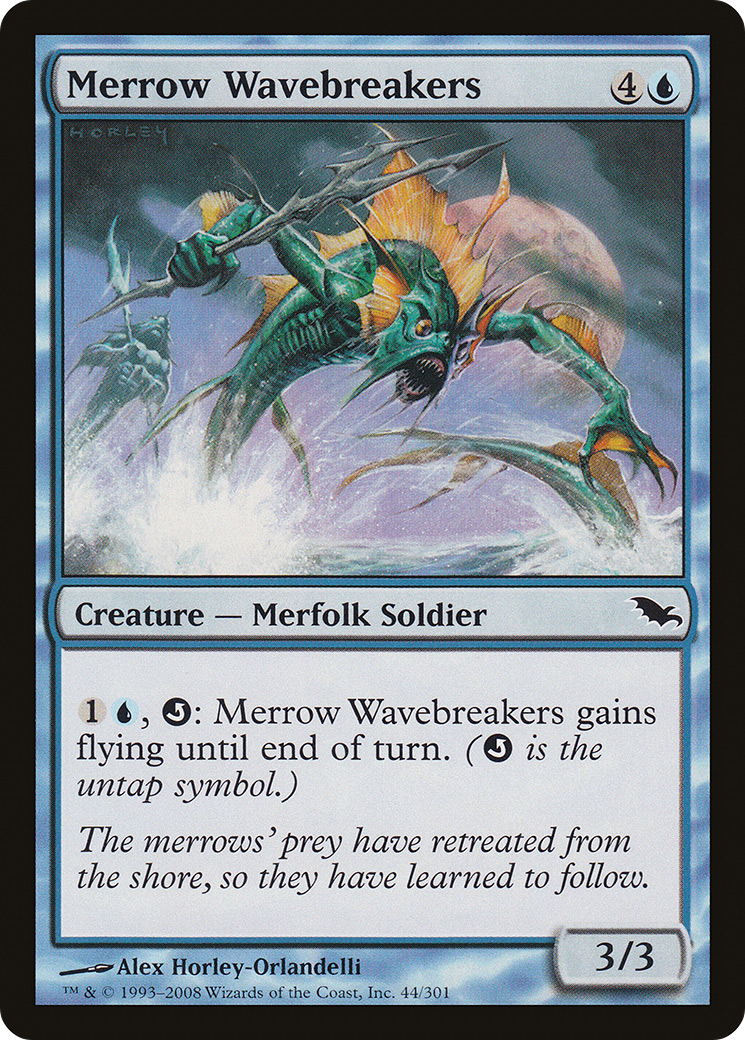 Merrow Wavebreakers 4
HORLEY
Creature — Merfolk Soldier
1 , : Merrow Wavebreakers gains
flying until end of turn. ( is the
untap symbol.)
The merrows' prey have retreated from
the shore, so they have learned to follow.
3/3
Alex Horley-Orlandelli
™ & © 1993–2008 Wizards of the Coast, Inc. 44/301